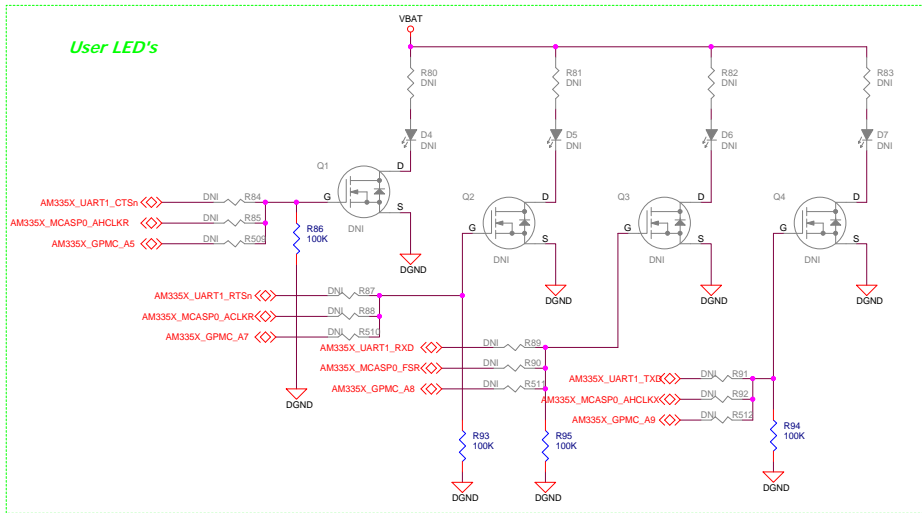 VBAT
User LED's
R80
DNI
R81
DNI
R82
DNI
R83
DNI
D4
DNI
D5
DNI
D6
DNI
D7
DNI
Q1
D
G
S
DNI
Q2
D
G
S
DNI
Q3
D
G
S
DNI
Q4
D
G
S
DNI
AM335X_UART1_CTSn
DNI
R84
AM335X_MCASP0_AHCLKR
DNI
R85
AM335X_GPMC_A5
DNI
R509
R86
100K
DGND
DGND
DGND
DGND
AM335X_UART1_RTSn
DNI
R87
AM335X_MCASP0_ACLKR
DNI
R88
AM335X_GPMC_A7
DNI
R510
AM335X_UART1_RXD
DNI
R89
AM335X_MCASP0_FSR
DNI
R90
AM335X_GPMC_A8
DNI
R511
AM335X_UART1_TXD
DNI
R91
AM335X_MCASP0_AHCLKX
DNI
R92
AM335X_GPMC_A9
DNI
R512
DGND
R93
100K
R95
100K
R94
100K
DGND
DGND
DGND